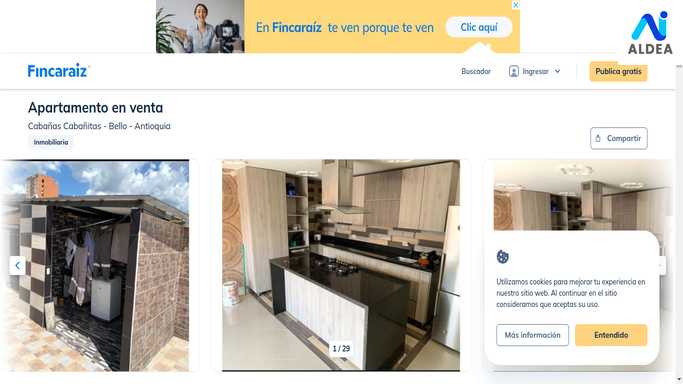 En Fincaraíz te ven porque te ven
Clic aquí
ALDEA
Fincaraiz
Buscador
Ingresar
Publica gratis
Apartamento en venta
Cabañas Cabañitas - Bello - Antioquia
Inmobiliaria
Compartir
1 / 29
Utilizamos cookies para mejorar tu experiencia en
nuestro sitio web. Al continuar en el sitio
consideramos que aceptas su uso.
Más información
Entendido